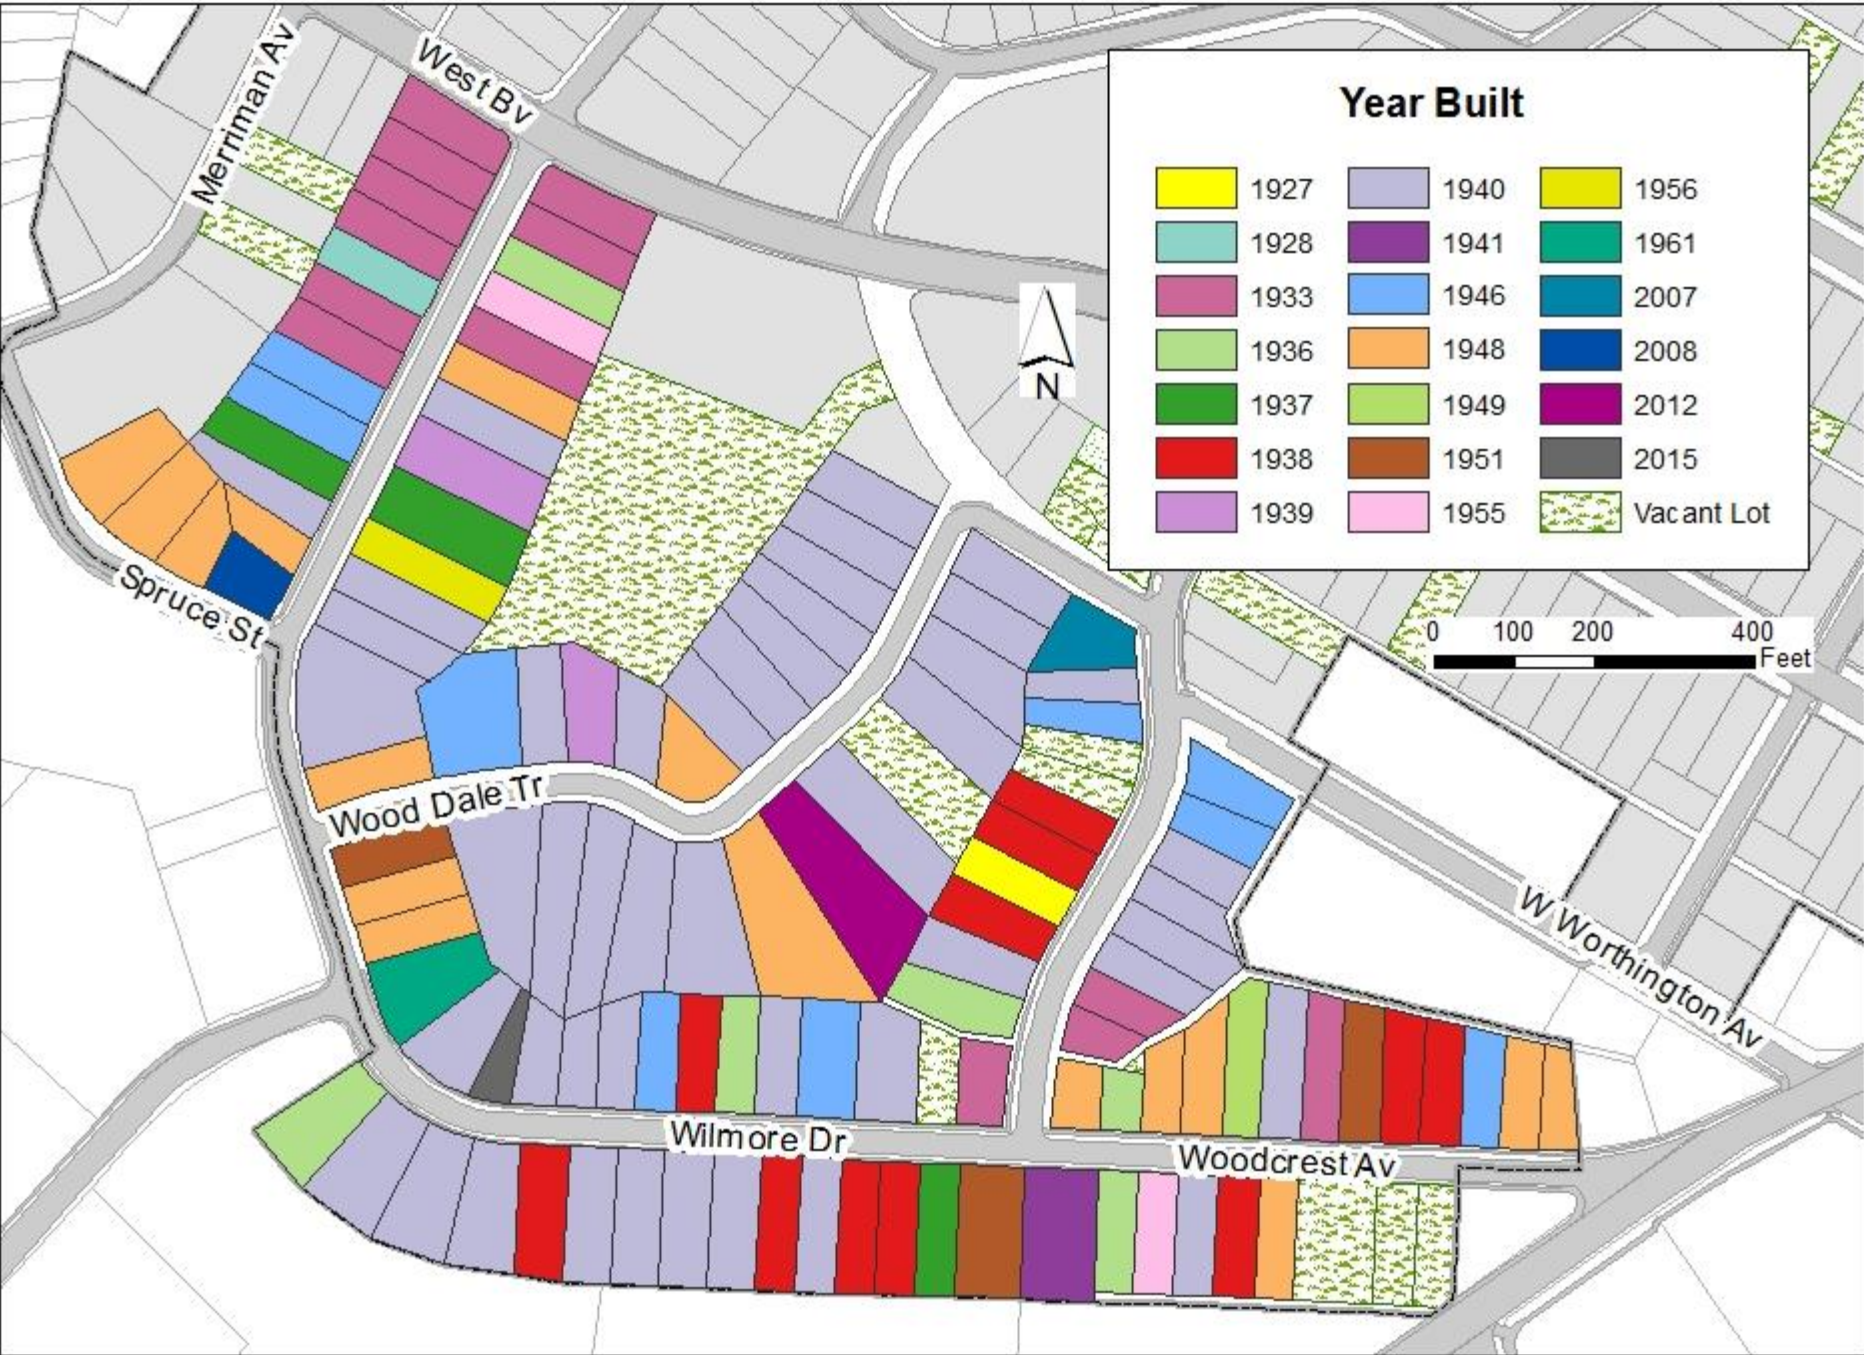 Merriman Av
West Bv
Year Built
1927
1940
1956
1928
1941
1961
1933
1946
2007
1936
1948
2008
1937
1949
2012
1938
1951
2015
1939
1955
Vacant Lot
N
Spruce St
0 100 200 400
Feet
Wood Dale Tr
W Worthington Av
Wilmore Dr
Woodcrest Av